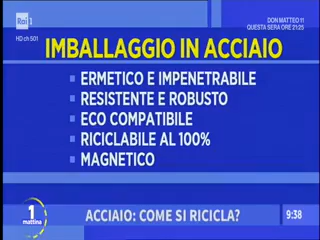 Rai 1
HD ch 501
DON MATTEO 11
QUESTA SERA ORE 21:25
IMBALLAGGIO IN ACCIAIO
ERMETICO E IMPENETRABILE
RESISTENTE E ROBUSTO
ECO COMPATIBILE
RICICLABILE AL 100%
MAGNETICO
1
mattina
ACCIAIO: COME SI RICICLA?
9:38